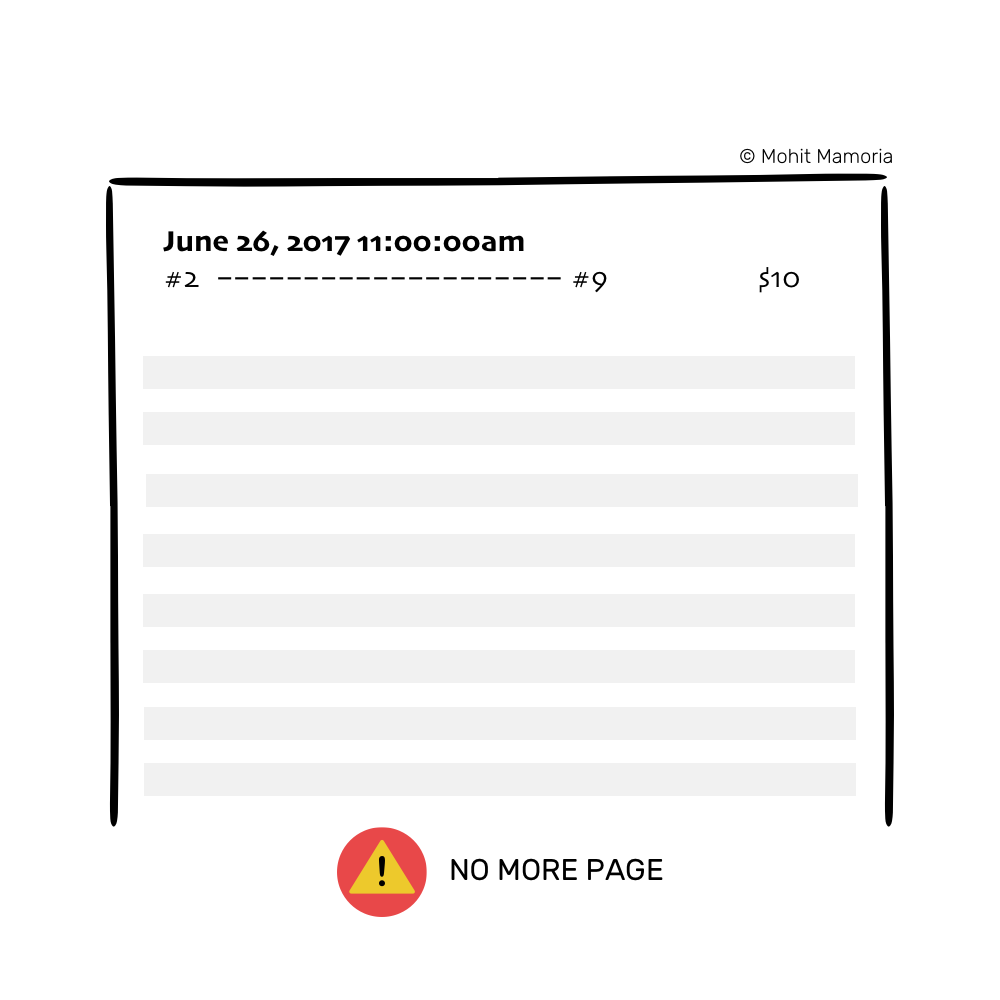 © Mohit Mamoria
June 26, 2017 11:00:00am
#2 -------------------- #9 $10
! NO MORE PAGE